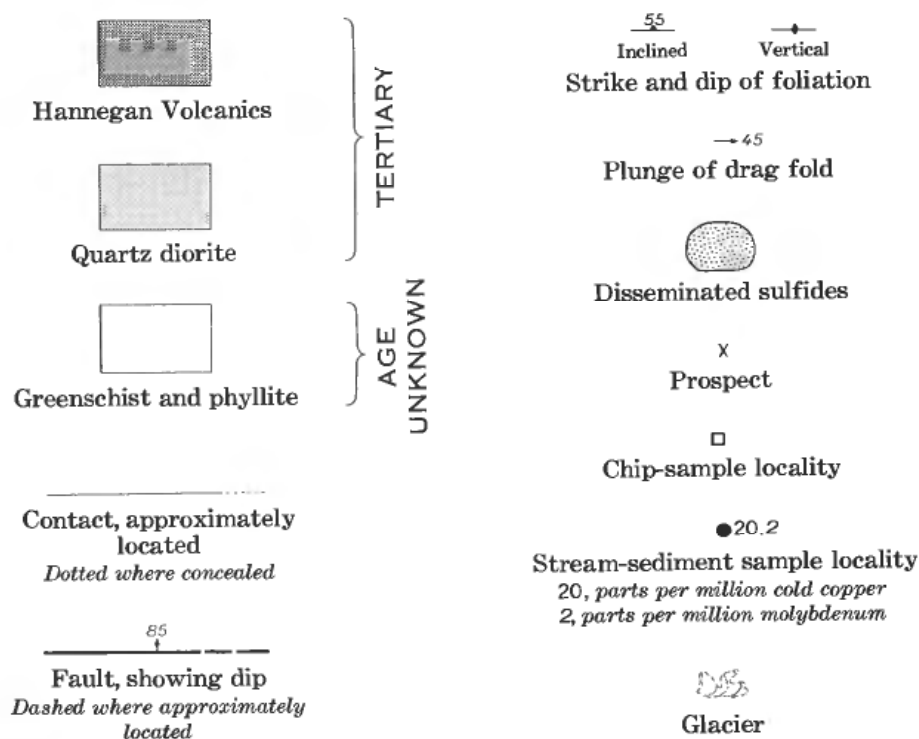 Hannegan Volcanics
Quartz diorite
TERTIARY
Greenschist and phyllite
AGE
UNKNOWN
Contact, approximately
located
Dotted where concealed
85
Fault, showing dip
Dashed where approximately
located
55
Inclined
Vertical
Strike and dip of foliation
45
Plunge of drag fold
Disseminated sulfides
x
Prospect
Chip-sample locality
20.2
Stream-sediment sample locality
20, parts per million cold copper
2, parts per million molybdenum
Glacier